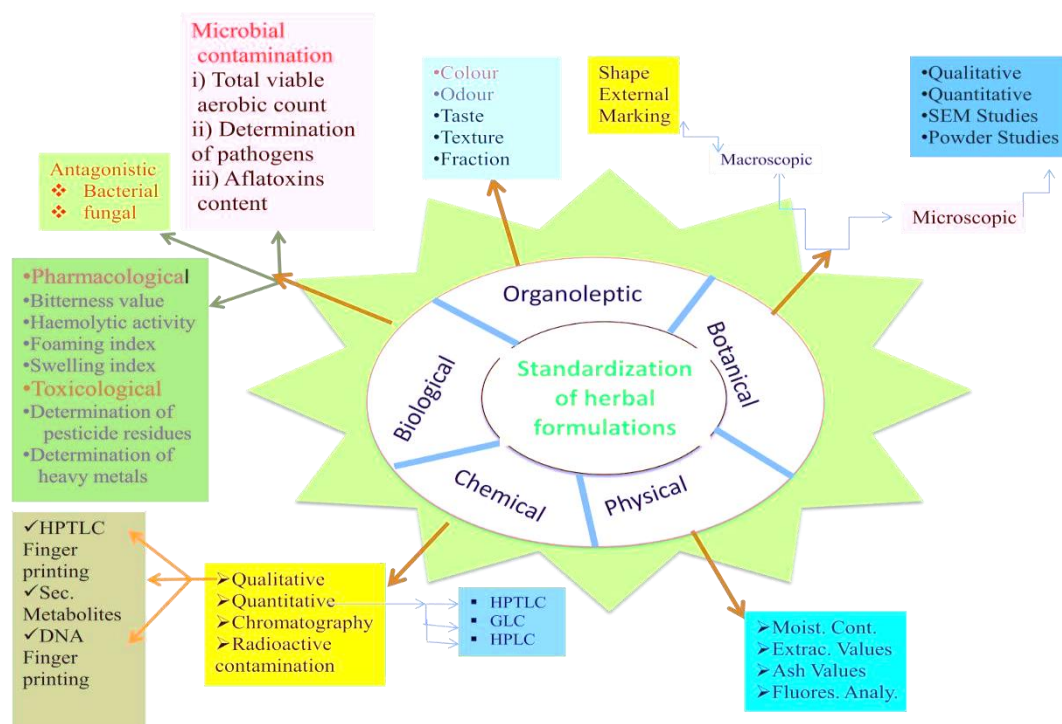 Microbial
contamination
i) Total viable
aerobic count
ii) Determination
of pathogens
iii) Aflatoxins
content
•Colour
•Odour
•Taste
•Texture
•Fraction
Shape
External
Marking
•Qualitative
•Quantitative
•SEM Studies
•Powder Studies
Macroscopic
Microscopic
Antagonistic
❖ Bacterial
❖ fungal
•Pharmacological
•Bitterness value
•Haemolytic activity
•Foaming index
•Swelling index
•Toxicological
•Determination of
pesticide residues
•Determination of
heavy metals
Organoleptic
Botanical
Biological
Standardization
of herbal
formulations
Chemical
Physical
✓HPTLC
Finger
printing
✓Sec.
Metabolites
✓DNA
Finger
printing
➢Qualitative
➢Quantitative
➢Chromatography
➢Radioactive
contamination
▪ HPTLC
▪ GLC
▪ HPLC
➢Moist. Cont.
➢Extrac. Values
➢Ash Values
➢Fluores. Analy.